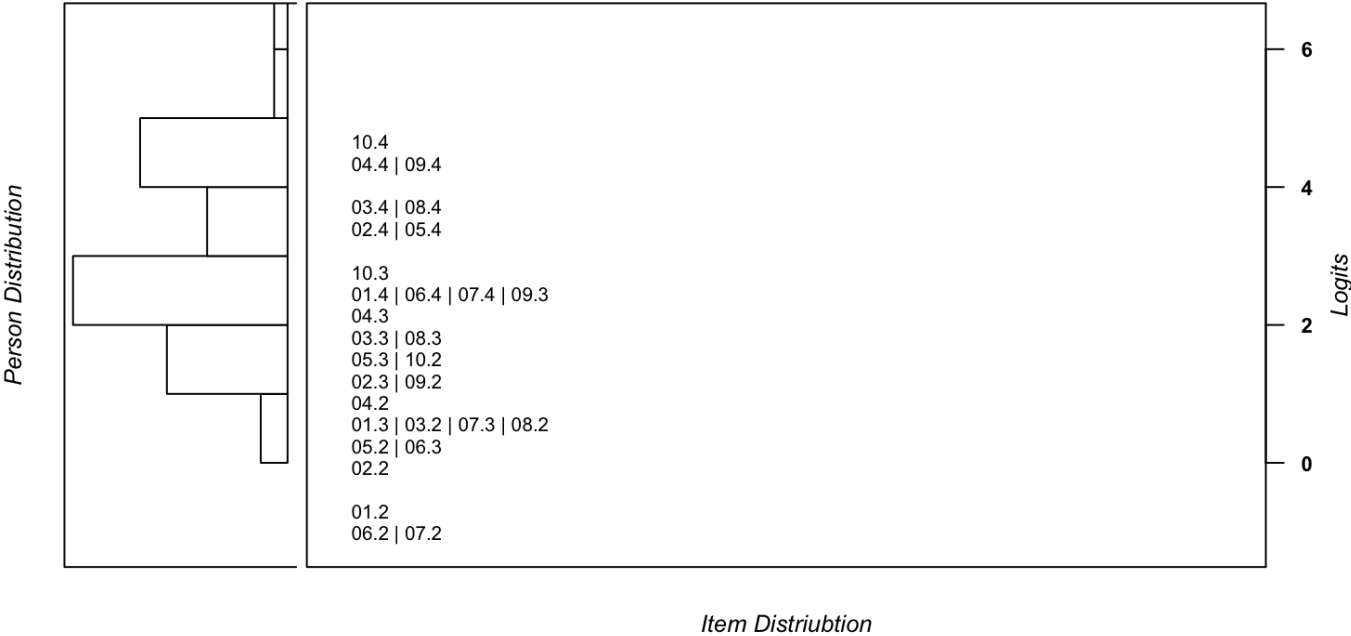 Person Distribution
10.4
04.4 | 09.4
03.4 | 08.4
02.4 | 05.4
10.3
01.4 | 06.4 | 07.4 | 09.3
04.3
03.3 | 08.3
05.3 | 10.2
02.3 | 09.2
04.2
01.3 | 03.2 | 07.3 | 08.2
05.2 | 06.3
02.2
01.2
06.2 | 07.2
6
4
2
0
Logits
Item Distriubtion